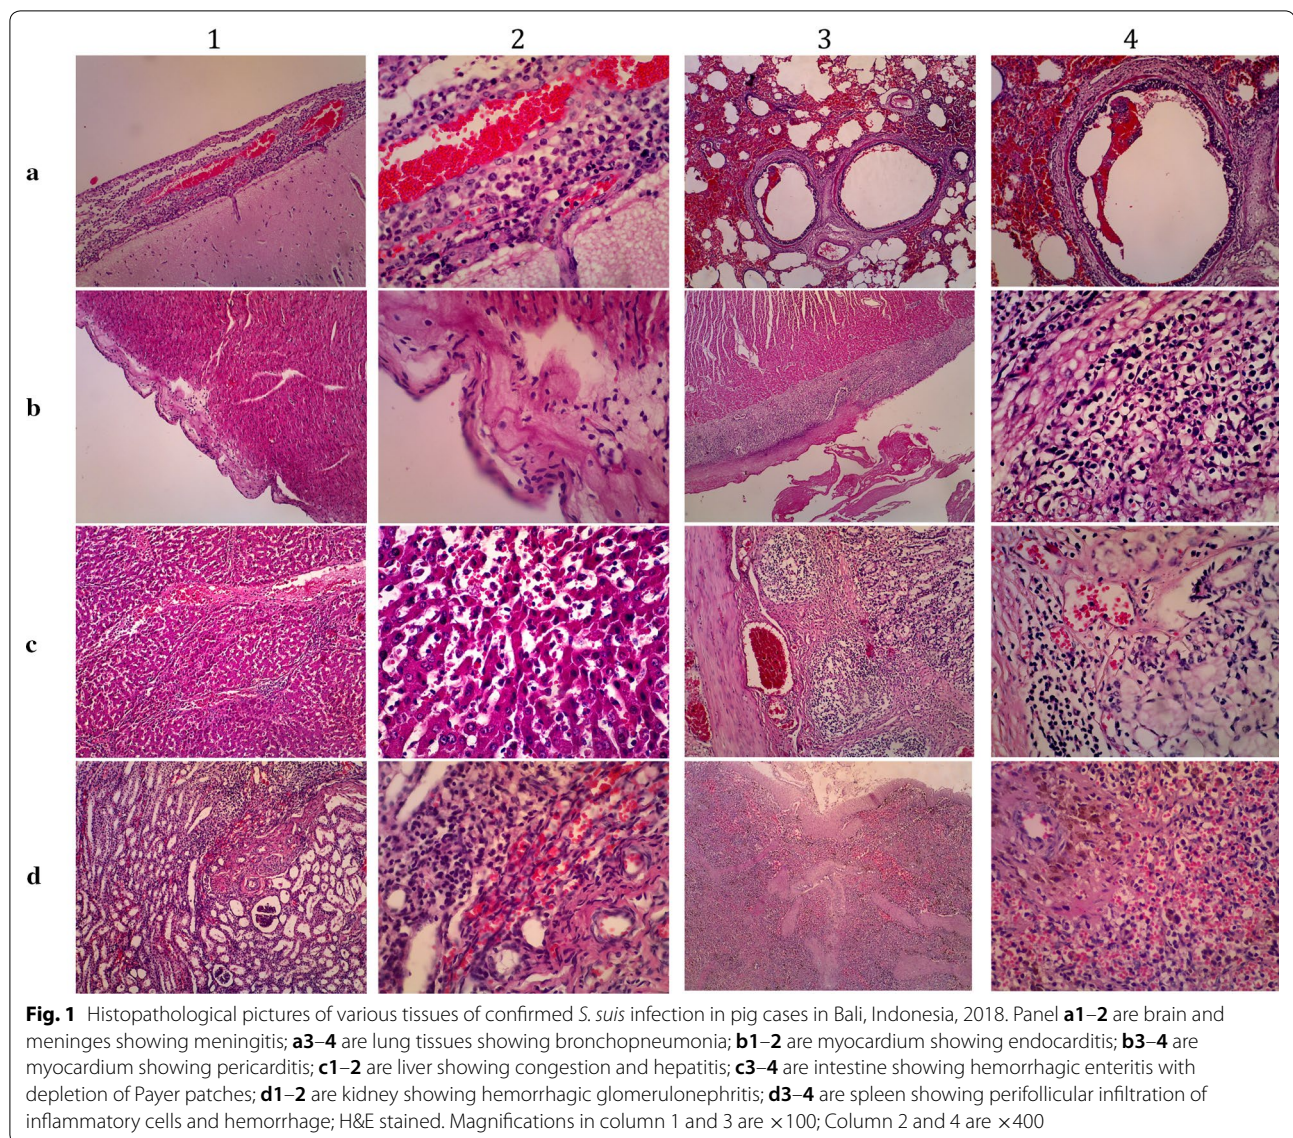 1 2 3 4
a
b
c
d
Fig. 1 Histopathological pictures of various tissues of confirmed S. suis infection in pig cases in Bali, Indonesia, 2018. Panel a1–2 are brain and
meninges showing meningitis; a3–4 are lung tissues showing bronchopneumonia; b1–2 are myocardium showing endocarditis; b3–4 are
myocardium showing pericarditis; c1–2 are liver showing congestion and hepatitis; c3–4 are intestine showing hemorrhagic enteritis with
depletion of Payer patches; d1–2 are kidney showing hemorrhagic glomerulonephritis; d3–4 are spleen showing perifollicular infiltration of
inflammatory cells and hemorrhage; H&E stained. Magnifications in column 1 and 3 are ×100; Column 2 and 4 are ×400